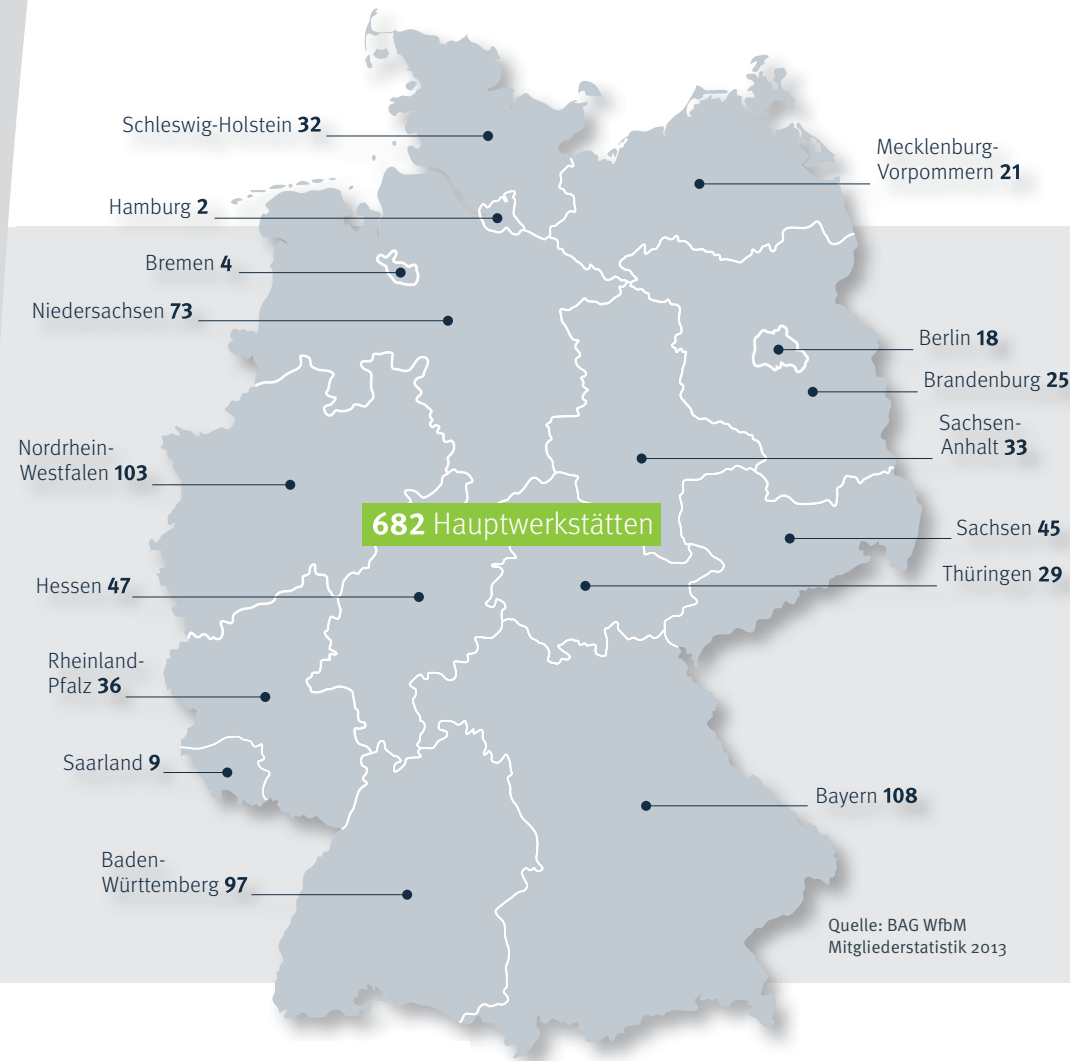 Schleswig-Holstein 32
Mecklenburg-
Vorpommern 21
Hamburg 2
Bremen 4
Niedersachsen 73
Berlin 18
Brandenburg 25
Sachsen-
Anhalt 33
Nordrhein-
Westfalen 103
682 Hauptwerkstätten
Sachsen 45
Thüringen 29
Hessen 47
Rheinland-
Pfalz 36
Saarland 9
Bayern 108
Baden-
Württemberg 97
Quelle: BAG WfbM
Mitgliederstatistik 2013